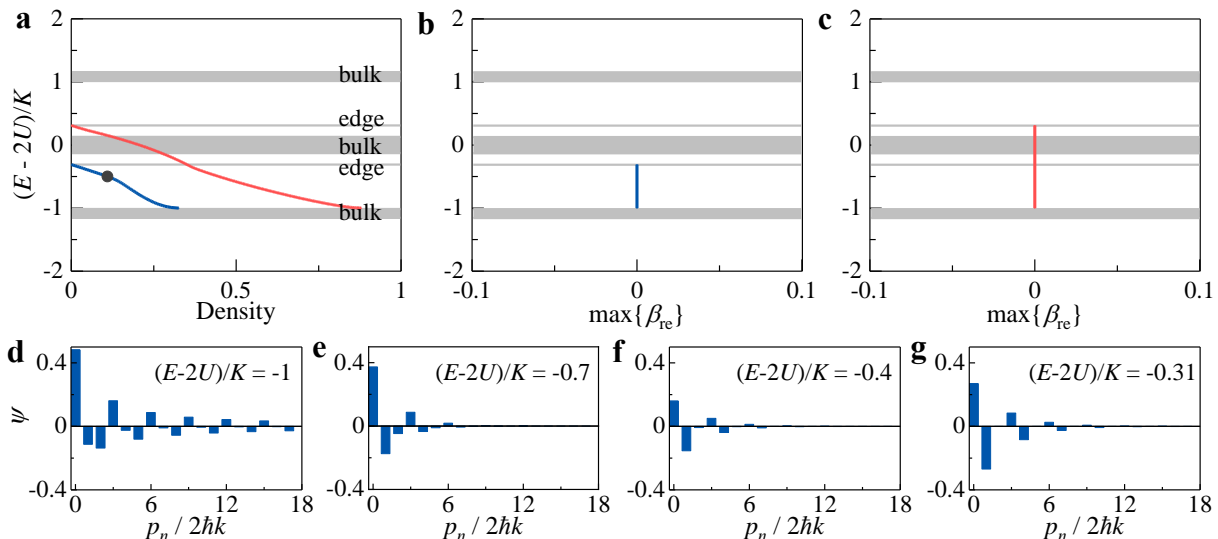 a
b
c
2
1
0
-1
-2
(E - 2U)/K
bulk
edge
bulk
edge
bulk
0
0.5
1
Density
2
1
0
-1
-2
-0.1
0
0.1
max{β_re}
2
1
0
-1
-2
-0.1
0
0.1
max{β_re}
d
e
f
g
0.4
0
-0.4
ψ
(E-2U)/K = -1
0
6
12
18
p_n / 2ℏk
0.4
0
-0.4
(E-2U)/K = -0.7
0
6
12
18
p_n / 2ℏk
0.4
0
-0.4
(E-2U)/K = -0.4
0
6
12
18
p_n / 2ℏk
0.4
0
-0.4
(E-2U)/K = -0.31
0
6
12
18
p_n / 2ℏk